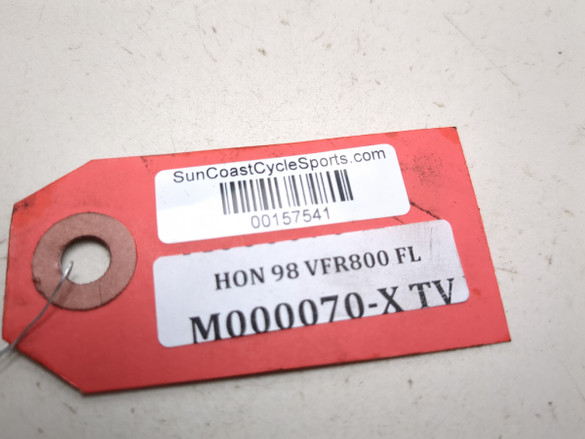 SunCoastCycleSports.com
00157541
HON 98 VFR800 FL
M000070-X TV